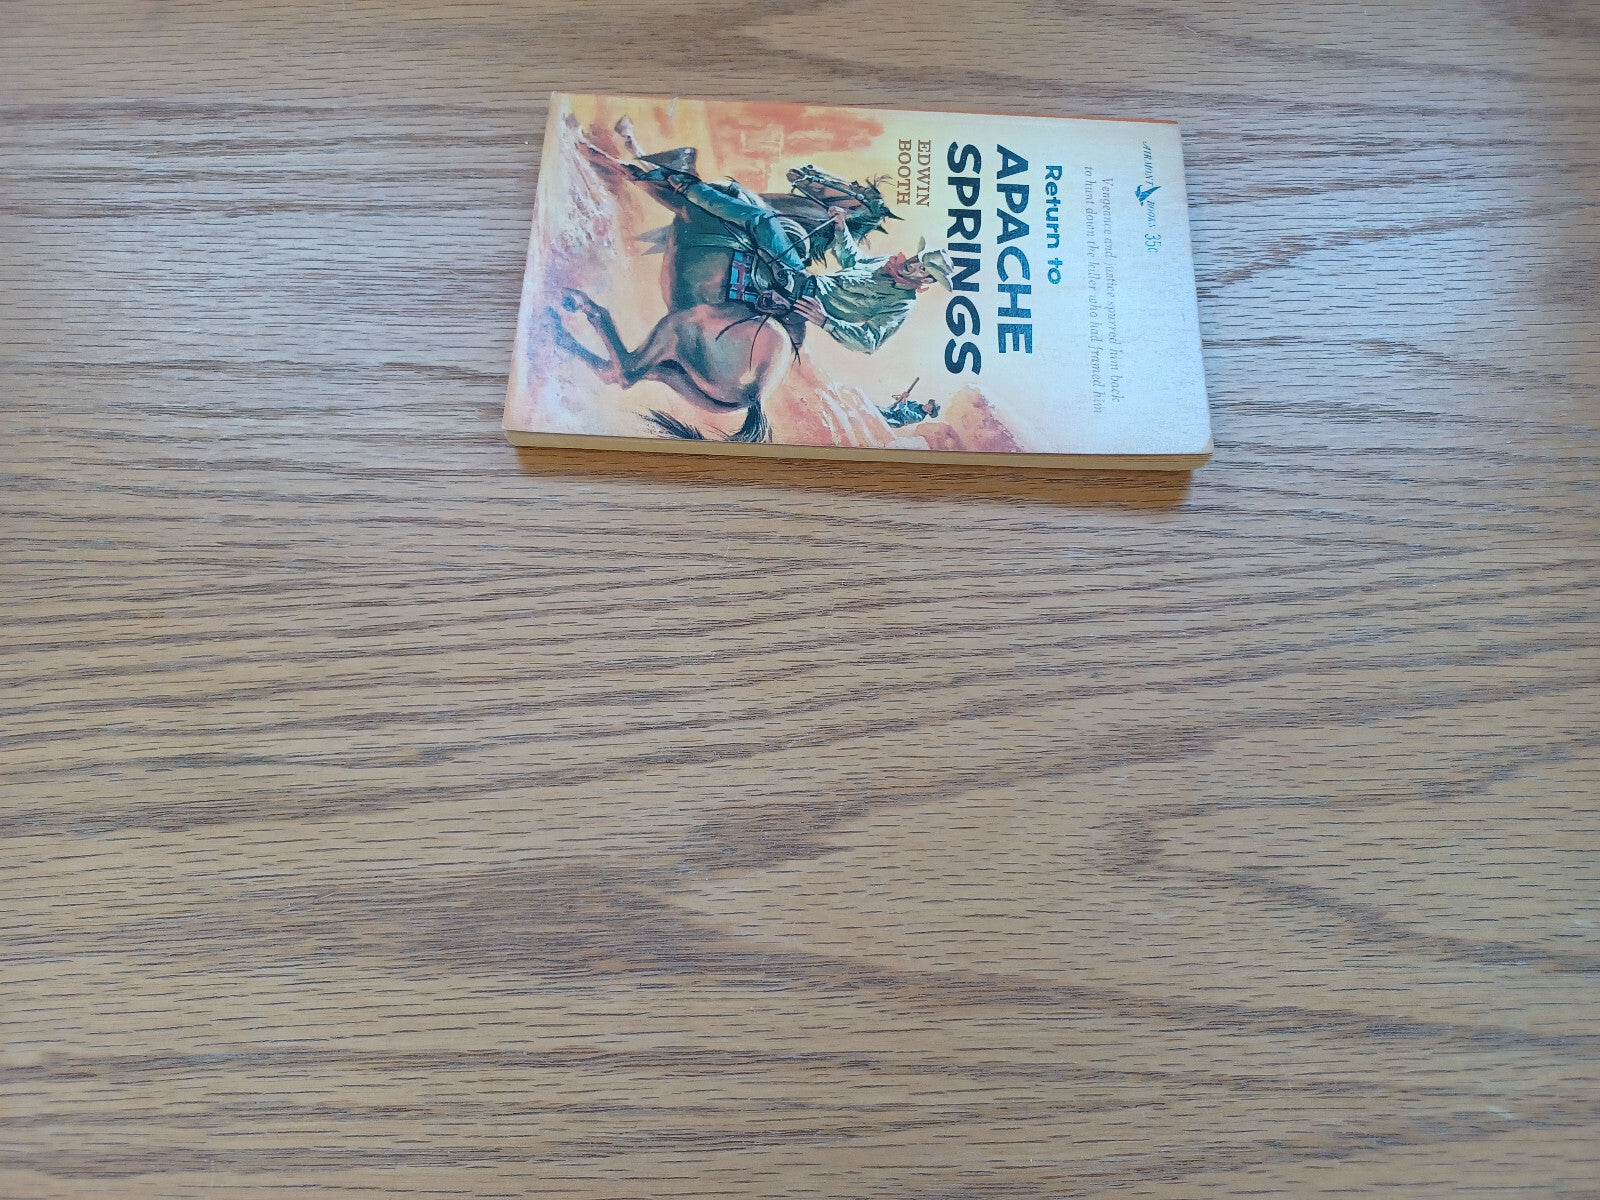 AIRMONT BOOKS 35c
Vengeance and justice spurred him back
to hunt down the killer who had framed him
Return to
APACHE
SPRINGS
EDWIN
BOOTH